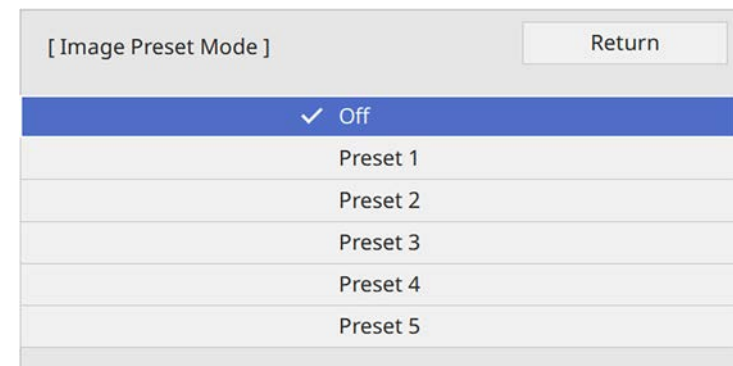 [ Image Preset Mode ]
Return
Off
Preset 1
Preset 2
Preset 3
Preset 4
Preset 5